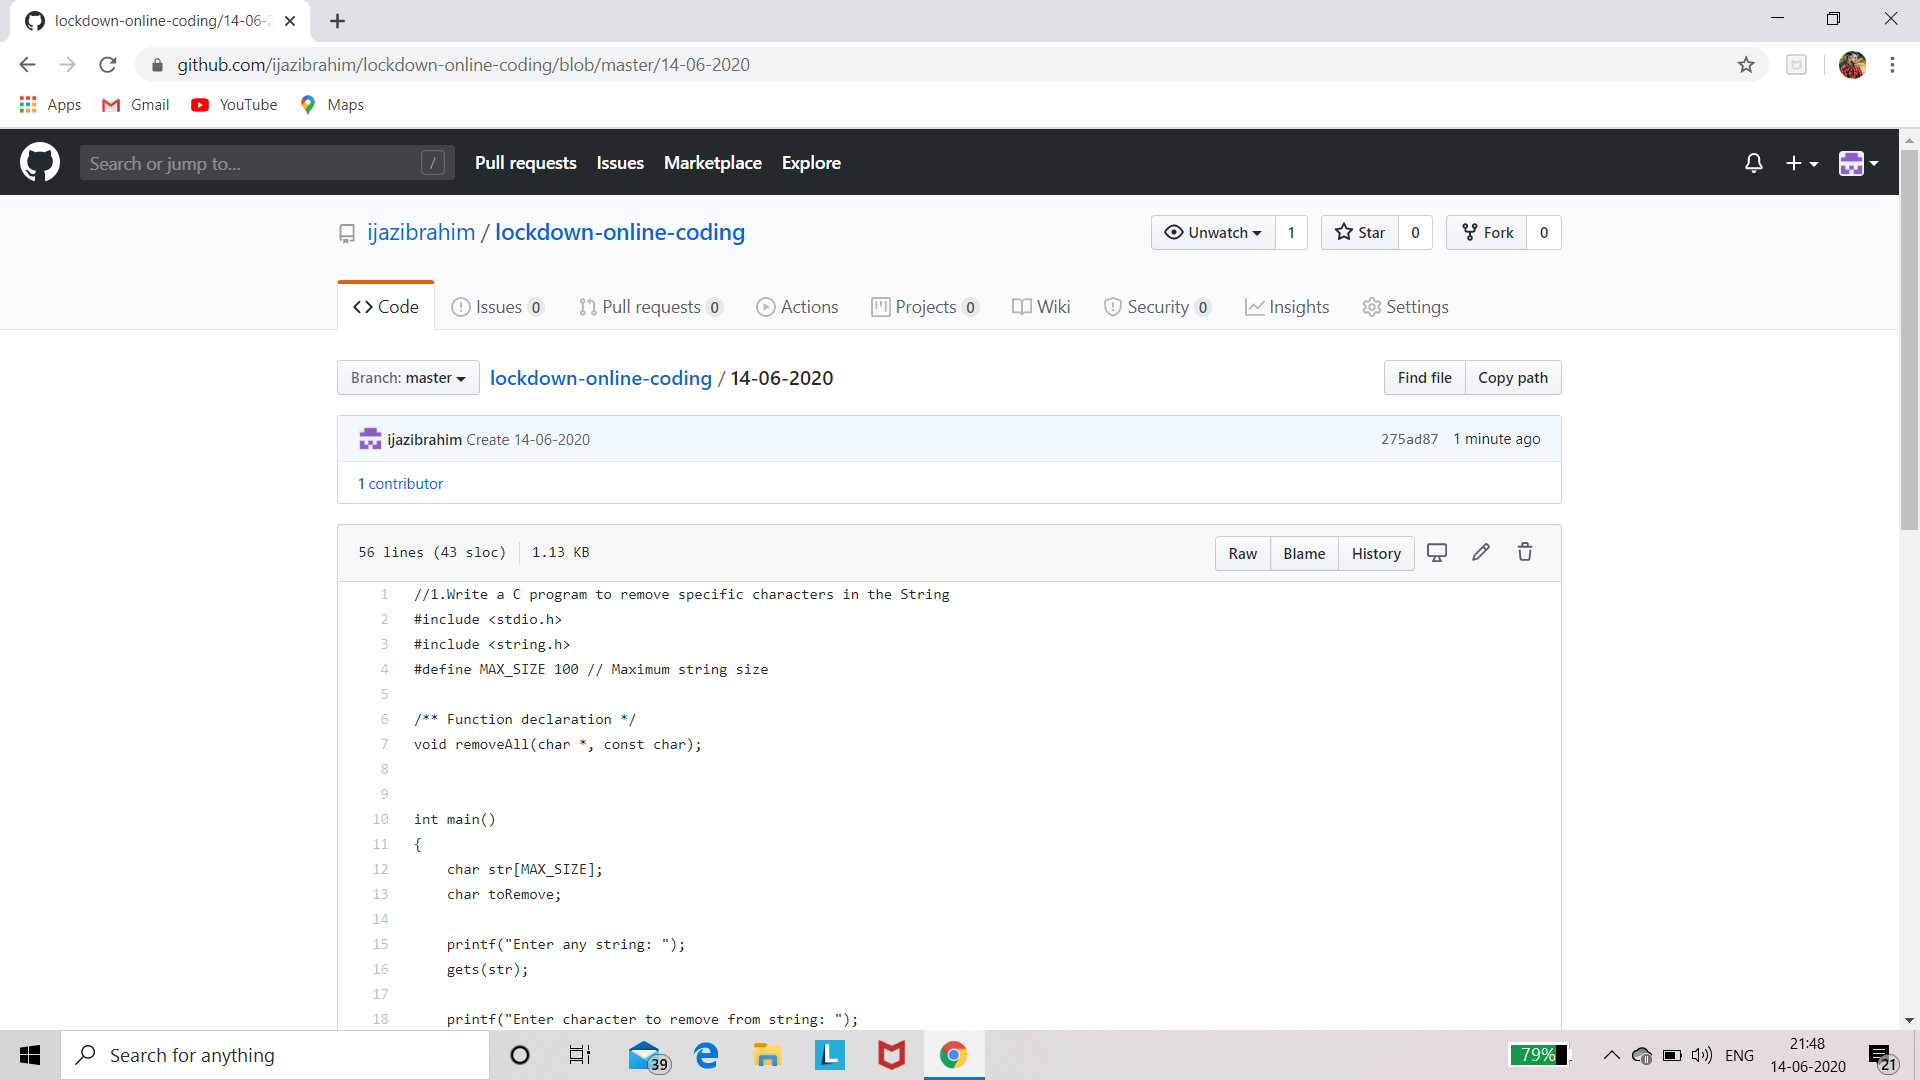 lockdown-online-coding/14-06-2
github.com/ijazibrahim/lockdown-online-coding/blob/master/14-06-2020
Apps Gmail YouTube Maps
Search or jump to... / Pull requests Issues Marketplace Explore
ijazibrahim / lockdown-online-coding Unwatch 1 Star 0 Fork 0
Code Issues 0 Pull requests 0 Actions Projects 0 Wiki Security 0 Insights Settings
Branch: master lockdown-online-coding / 14-06-2020 Find file Copy path
ijazibrahim Create 14-06-2020 275ad87 1 minute ago
1 contributor
56 lines (43 sloc) 1.13 KB Raw Blame History
1 //1.Write a C program to remove specific characters in the String
2 #include <stdio.h>
3 #include <string.h>
4 #define MAX_SIZE 100 // Maximum string size
5
6 /** Function declaration */
7 void removeAll(char *, const char);
8
9
10 int main()
11 {
12 char str[MAX_SIZE];
13 char toRemove;
14
15 printf("Enter any string: ");
16 gets(str);
17
18 printf("Enter character to remove from string: ");
Search for anything 39 L 79% ENG 21:48
14-06-2020 21